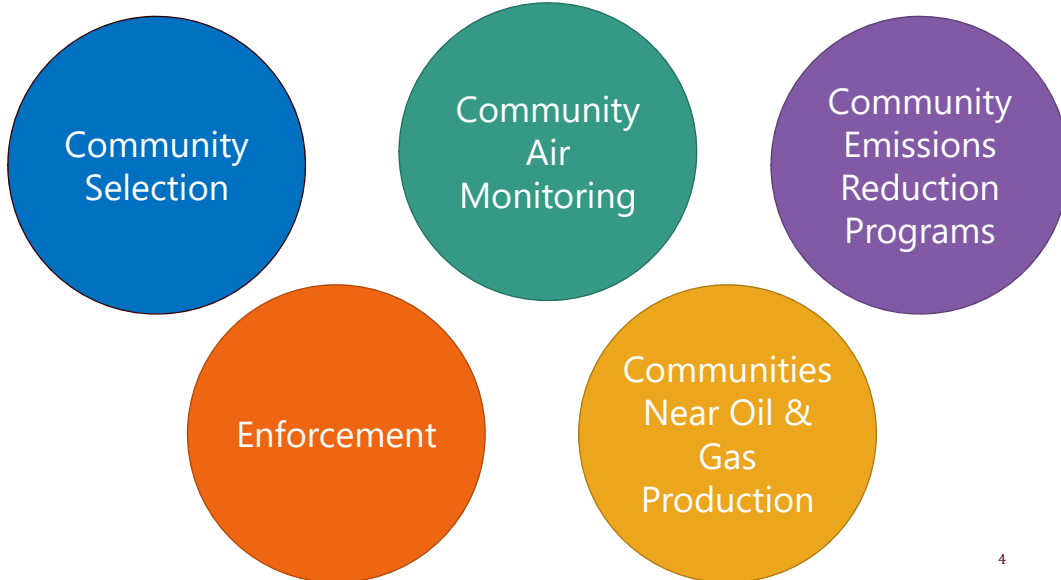 Community
Selection
Community
Air
Monitoring
Community
Emissions
Reduction
Programs
Enforcement
Communities
Near Oil &
Gas
Production
4